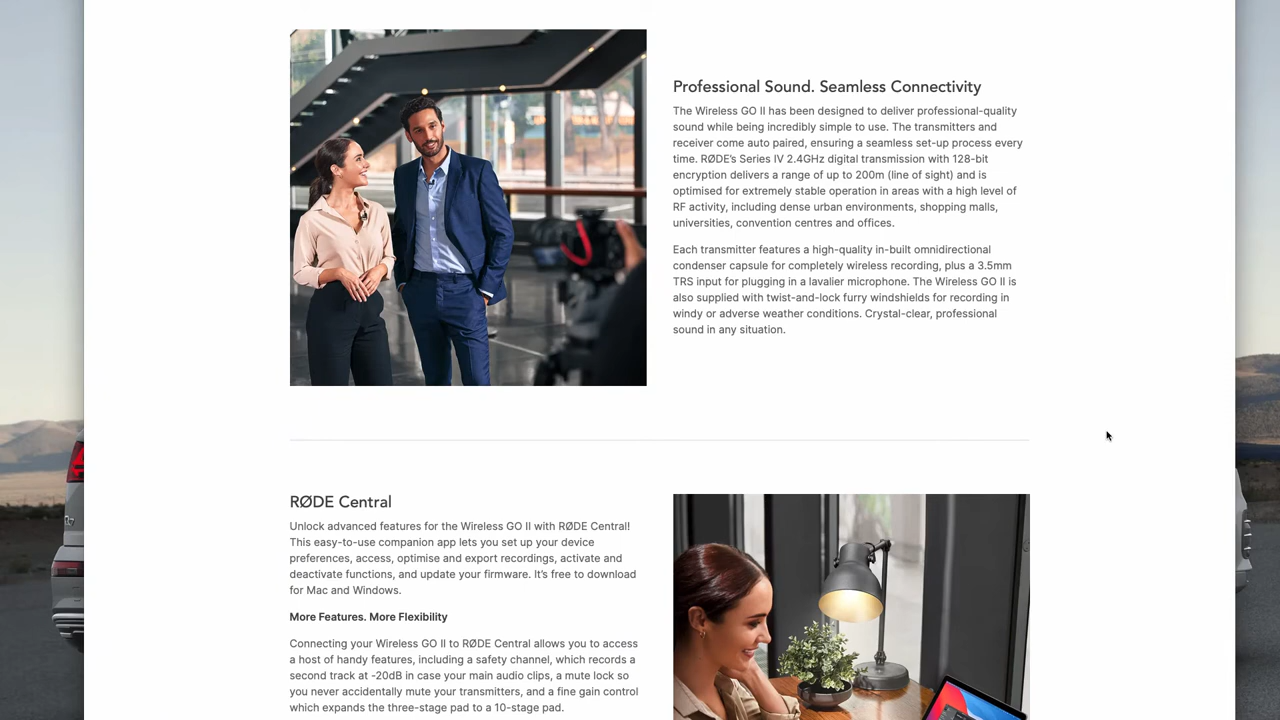 Professional Sound. Seamless Connectivity
The Wireless GO II has been designed to deliver professional-quality
sound while being incredibly simple to use. The transmitters and
receiver come auto paired, ensuring a seamless set-up process every
time. RØDE’s Series IV 2.4GHz digital transmission with 128-bit
encryption delivers a range of up to 200m (line of sight) and is
optimised for extremely stable operation in areas with a high level of
RF activity, including dense urban environments, shopping malls,
universities, convention centres and offices.
Each transmitter features a high-quality in-built omnidirectional
condenser capsule for completely wireless recording, plus a 3.5mm
TRS input for plugging in a lavalier microphone. The Wireless GO II is
also supplied with twist-and-lock furry windshields for recording in
windy or adverse weather conditions. Crystal-clear, professional
sound in any situation.
RØDE Central
Unlock advanced features for the Wireless GO II with RØDE Central!
This easy-to-use companion app lets you set up your device
preferences, access, optimise and export recordings, activate and
deactivate functions, and update your firmware. It’s free to download
for Mac and Windows.
More Features. More Flexibility
Connecting your Wireless GO II to RØDE Central allows you to access
a host of handy features, including a safety channel, which records a
second track at -20dB in case your main audio clips, a mute lock so
you never accidentally mute your transmitters, and a fine gain control
which expands the three-stage pad to a 10-stage pad.